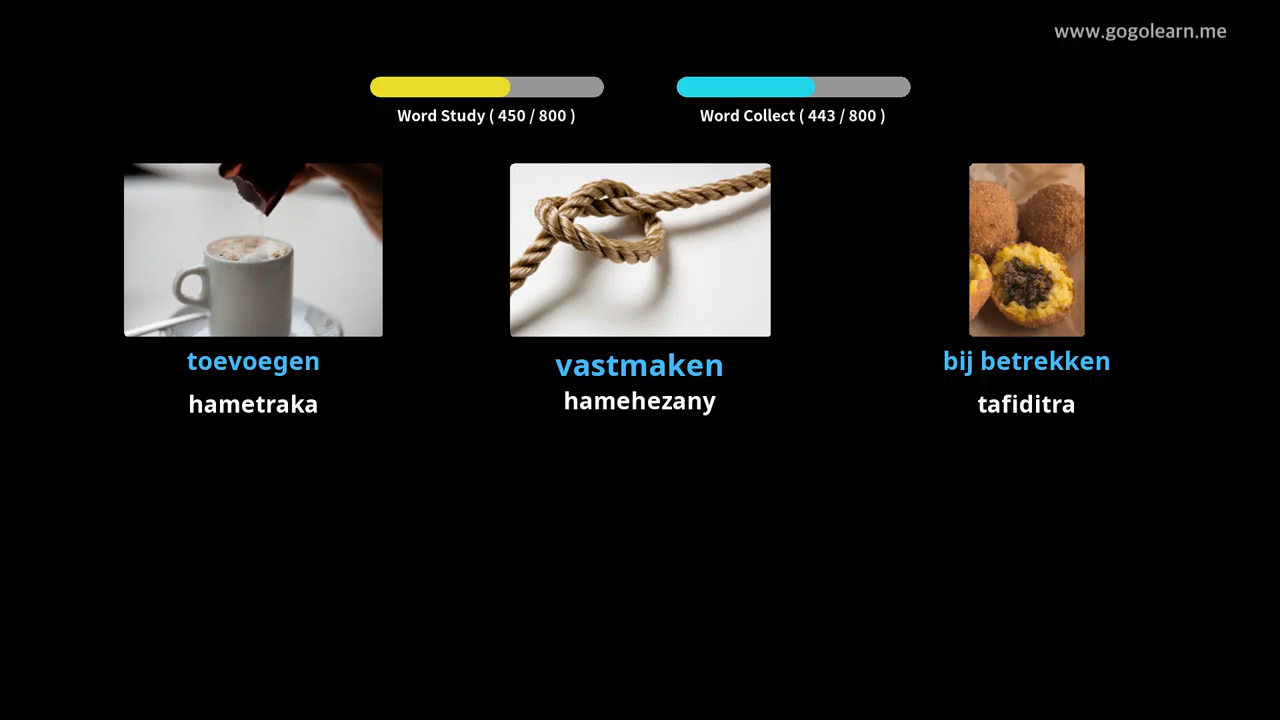 www.gogolearn.me
Word Study ( 450 / 800 )
Word Collect ( 443 / 800 )
toevoegen
hametraka
vastmaken
hamehezany
bij betrekken
tafiditra